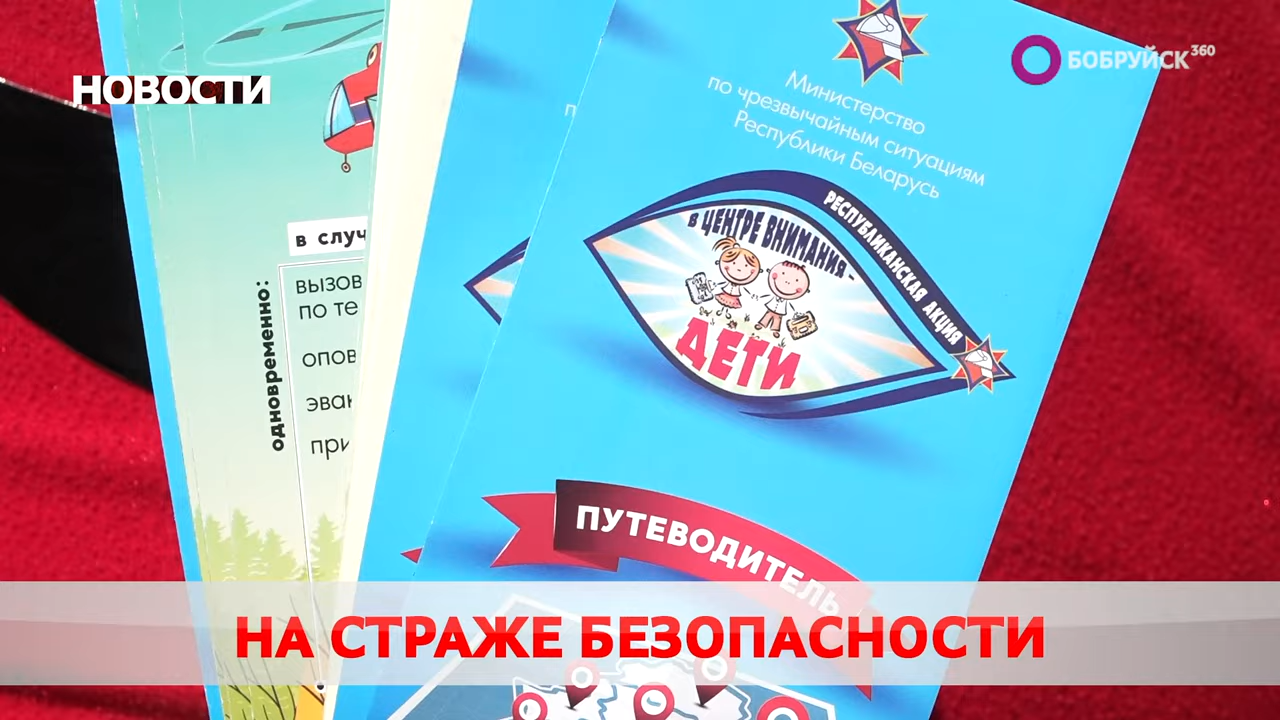 НОВОСТИ
БОБРУЙСК360
Министерство
по чрезвычайным ситуациям
Республики Беларусь
РЕСПУБЛИКАНСКАЯ АКЦИЯ
В ЦЕНТРЕ ВНИМАНИЯ -
ДЕТИ
ПУТЕВОДИТЕЛЬ
в случ
одновременно:
вызов
по те
опов
эвак
при
НА СТРАЖЕ БЕЗОПАСНОСТИ